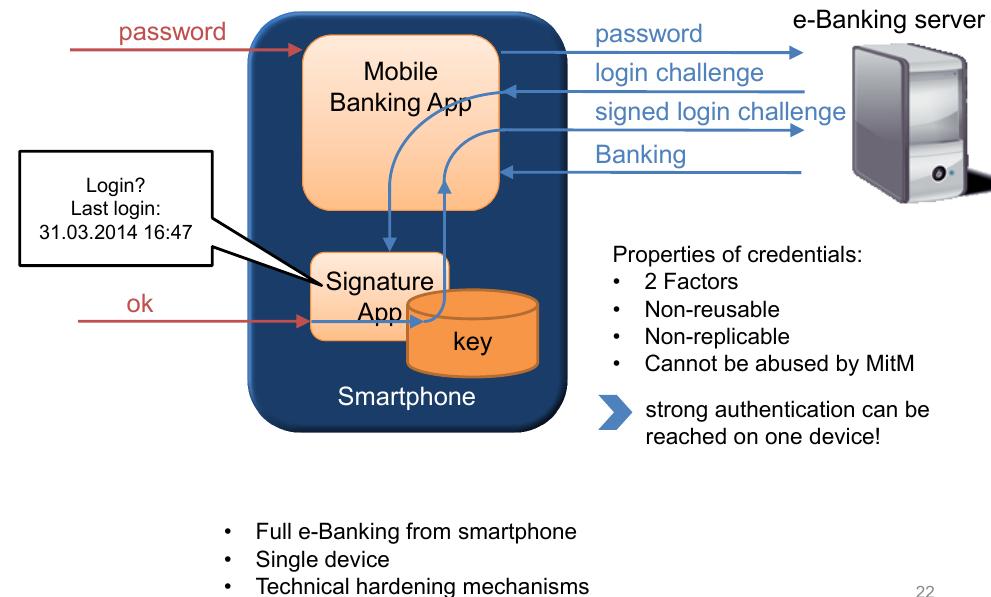 password
Mobile
Banking App
password
login challenge
signed login challenge
Banking
e-Banking server
Login?
Last login:
31.03.2014 16:47
ok
Signature
App
key
Smartphone
Properties of credentials:
• 2 Factors
• Non-reusable
• Non-replicable
• Cannot be abused by MitM
strong authentication can be
reached on one device!
• Full e-Banking from smartphone
• Single device
• Technical hardening mechanisms
22